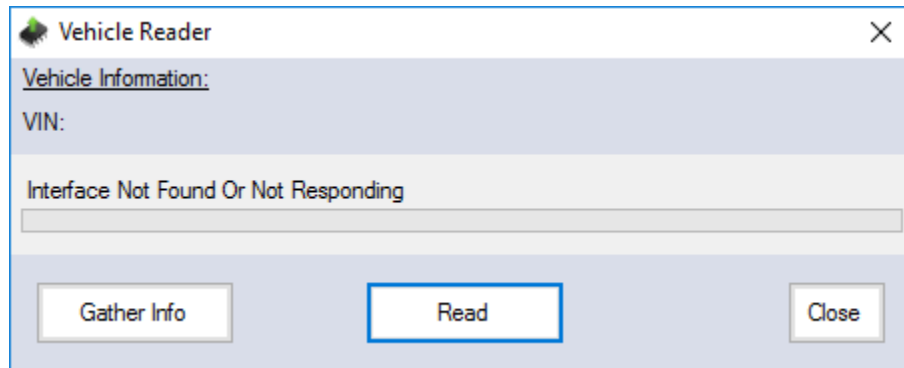 Vehicle Reader
Vehicle Information:
VIN:
Interface Not Found Or Not Responding
Gather Info
Read
Close